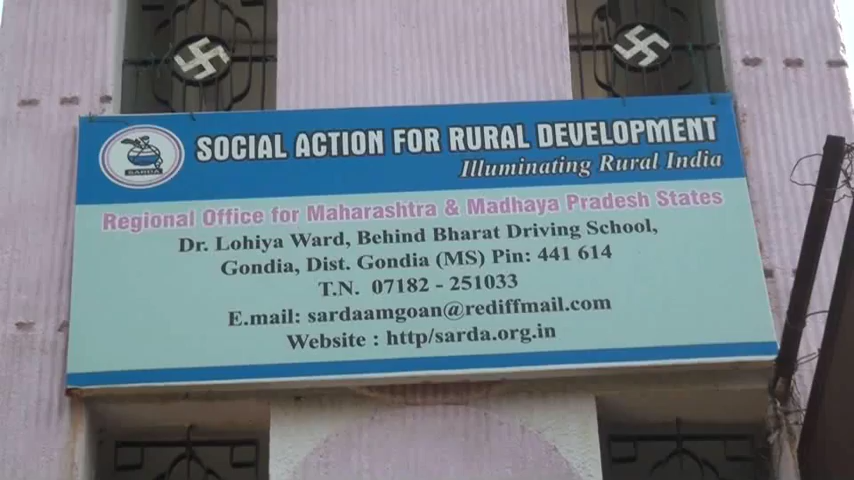 SOCIAL ACTION FOR RURAL DEVELOPMENT
Illuminating Rural India
SARDA
Regional Office for Maharashtra & Madhaya Pradesh States
Dr. Lohiya Ward, Behind Bharat Driving School,
Gondia, Dist. Gondia (MS) Pin: 441 614
T.N. 07182 - 251033
E.mail: sardaamgoan@rediffmail.com
Website : http/sarda.org.in